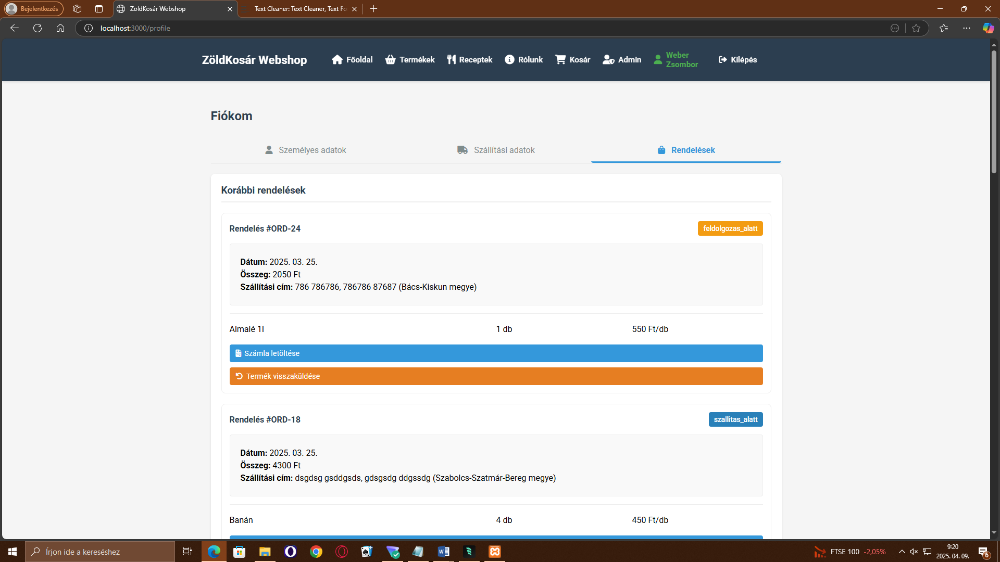 Bejelentkezés
ZöldKosár Webshop
Text Cleaner: Text Cleaner, Text Fo
localhost:3000/profile
ZöldKosár Webshop
Főoldal
Termékek
Receptek
Rólunk
Kosár
Admin
Weber
Zsombor
Kilépés
Fiókom
Személyes adatok
Szállítási adatok
Rendelések
Korábbi rendelések
Rendelés #ORD-24
feldolgozas_alatt
Dátum: 2025. 03. 25.
Összeg: 2050 Ft
Szállítási cím: 786 786786, 786786 87687 (Bács-Kiskun megye)
Almalé 1l
1 db
550 Ft/db
Számla letöltése
Termék visszaküldése
Rendelés #ORD-18
szallitas_alatt
Dátum: 2025. 03. 25.
Összeg: 4300 Ft
Szállítási cím: dsgdsg gsddgsds, gdsgsdg ddgssdg (Szabolcs-Szatmár-Bereg megye)
Banán
4 db
450 Ft/db
Írjon ide a kereséshez
FTSE 100 -2,05%
9:20
2025. 04. 09.
6